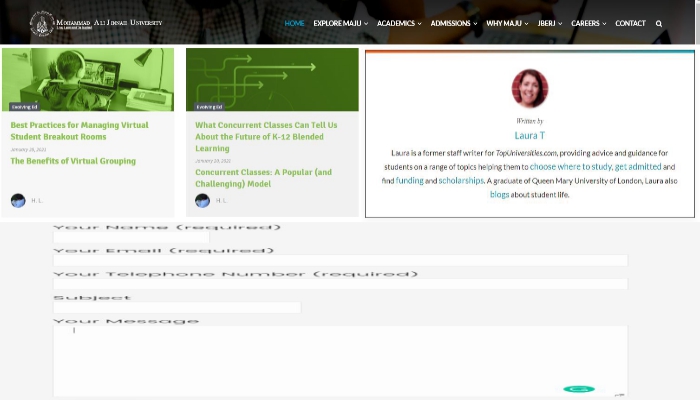 Mohammad Ali Jinnah University
HOME EXPLORE MAJU ACADEMICS ADMISSIONS WHY MAJU JBERJ CAREERS CONTACT
Evolving Ed
Best Practices for Managing Virtual
Student Breakout Rooms
January 28, 2022
The Benefits of Virtual Grouping
H. L.
Evolving Ed
What Concurrent Classes Can Tell Us
About the Future of K-12 Blended
Learning
Concurrent Classes: A Popular (and
Challenging) Model
H. L.
Written by
Laura T
Laura is a former staff writer for TopUniversities.com, providing advice and guidance for
students on a range of topics helping them to choose where to study, get admitted and
find funding and scholarships. A graduate of Queen Mary University of London, Laura also
blogs about student life.
Your Name (required)
Your Email (required)
Your Telephone Number (required)
Subject
Your Message